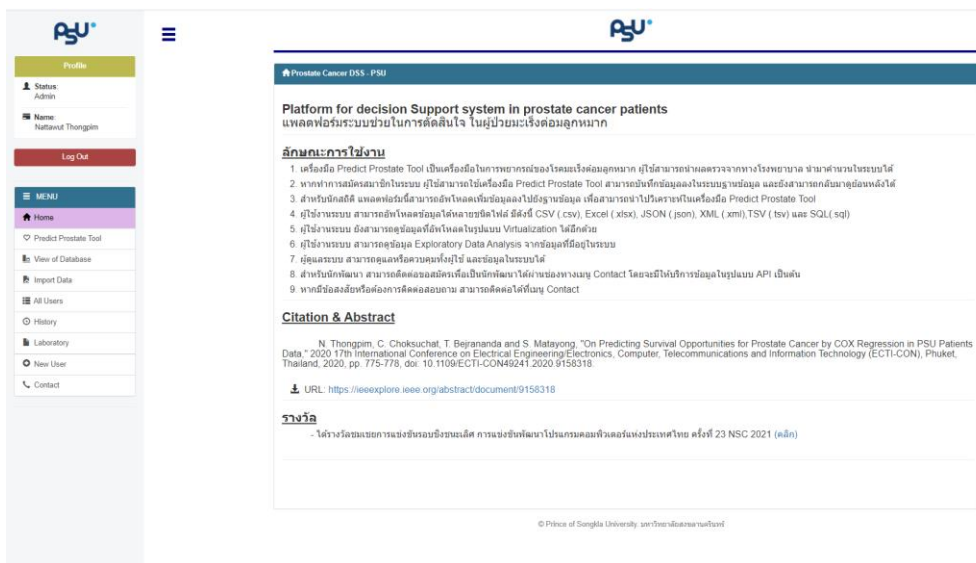 PSU
Profile
Status:
Admin
Name:
Nattawut Thongpim
Log Out
MENU
Home
Predict Prostate Tool
View of Database
Import Data
All Users
History
Laboratory
New User
Contact
PSU
Prostate Cancer DSS - PSU
Platform for decision Support system in prostate cancer patients
แพลตฟอร์มระบบช่วยในการตัดสินใจ ในผู้ป่วยมะเร็งต่อมลูกหมาก
ลักษณะการใช้งาน
1. เครื่องมือ Predict Prostate Tool เป็นเครื่องมือในการพยากรณ์ของโรคมะเร็งต่อมลูกหมาก ผู้ใช้สามารถนำผลตรวจจากทางโรงพยาบาล นำมาคำนวนในระบบได้
2. หากทำการสมัครสมาชิกในระบบ ผู้ใช้สามารถใช้เครื่องมือ Predict Prostate Tool สามารถบันทึกข้อมูลลงในระบบฐานข้อมูล และยังสามารถกลับมาดูย้อนหลังได้
3. สำหรับนักสถิติ แพลตฟอร์มนี้สามารถอัพโหลดเพิ่มข้อมูลลงไปยังฐานข้อมูล เพื่อสามารถนำไปวิเคราะห์ในเครื่องมือ Predict Prostate Tool
4. ผู้ใช้งานระบบ สามารถอัพโหลดข้อมูลได้หลายชนิดไฟล์ มีดังนี้ CSV (.csv), Excel (.xlsx), JSON (.json), XML (.xml),TSV (.tsv) และ SQL(.sql)
5. ผู้ใช้งานระบบ ยังสามารถดูข้อมูลที่อัพโหลดในรูปแบบ Virtualization ได้อีกด้วย
6. ผู้ใช้งานระบบ สามารถดูข้อมูล Exploratory Data Analysis จากข้อมูลที่มีอยู่ในระบบ
7. ผู้ดูแลระบบ สามารถดูแลหรือควบคุมทั้งผู้ใช้ และข้อมูลในระบบได้
8. สำหรับนักพัฒนา สามารถติดต่อขอสมัครเพื่อเป็นนักพัฒนาได้ผ่านช่องทางเมนู Contact โดยจะมีให้บริการข้อมูลในรูปแบบ API เป็นต้น
9. หากมีข้อสงสัยหรือต้องการติดต่อสอบถาม สามารถติดต่อได้ที่เมนู Contact
Citation & Abstract
N. Thongpim, C. Choksuchat, T. Bejrananda and S. Matayong, "On Predicting Survival Opportunities for Prostate Cancer by COX Regression in PSU Patients
Data," 2020 17th International Conference on Electrical Engineering/Electronics, Computer, Telecommunications and Information Technology (ECTI-CON), Phuket,
Thailand, 2020, pp. 775-778, doi: 10.1109/ECTI-CON49241.2020.9158318.
URL: https://ieeexplore.ieee.org/abstract/document/9158318
รางวัล
- ได้รางวัลชมเชยการแข่งขันรอบชิงชนะเลิศ การแข่งขันพัฒนาโปรแกรมคอมพิวเตอร์แห่งประเทศไทย ครั้งที่ 23 NSC 2021 (คลิก)
© Prince of Songkla University. มหาวิทยาลัยสงขลานครินทร์